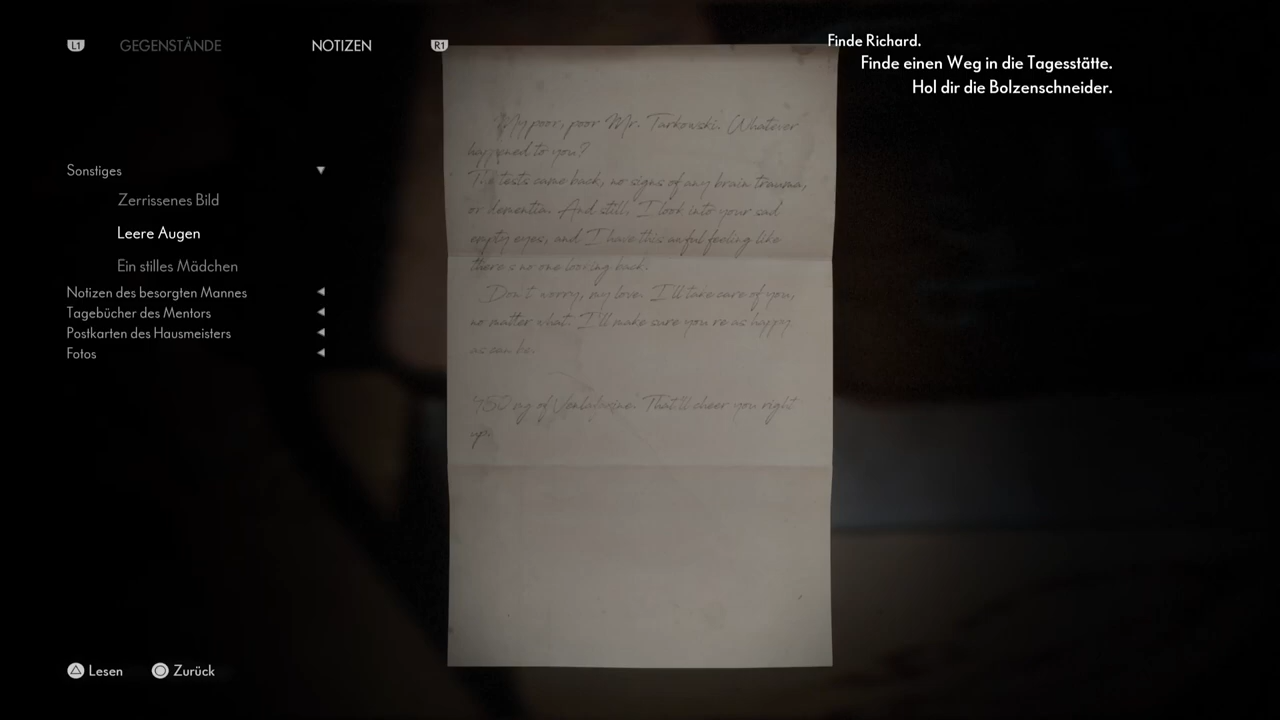 L1
GEGENSTÄNDE
NOTIZEN
R1
Finde Richard.
Finde einen Weg in die Tagesstätte.
Hol dir die Bolzenschneider.
Sonstiges
Zerrissenes Bild
Leere Augen
Ein stilles Mädchen
Notizen des besorgten Mannes
Tagebücher des Mentors
Postkarten des Hausmeisters
Fotos
My poor, poor Mr. Tarkowski. Whatever
happened to you?
The tests came back, no signs of any brain trauma,
or dementia. And still. I look into your sad
empty eyes, and I have this awful feeling like
there s no one looking back.
Don t worry, my love. I'll take care of you,
no matter what. I'll make sure you re as happy
as can be.
mg of That'll cheer you right
up.
Lesen
Zurück